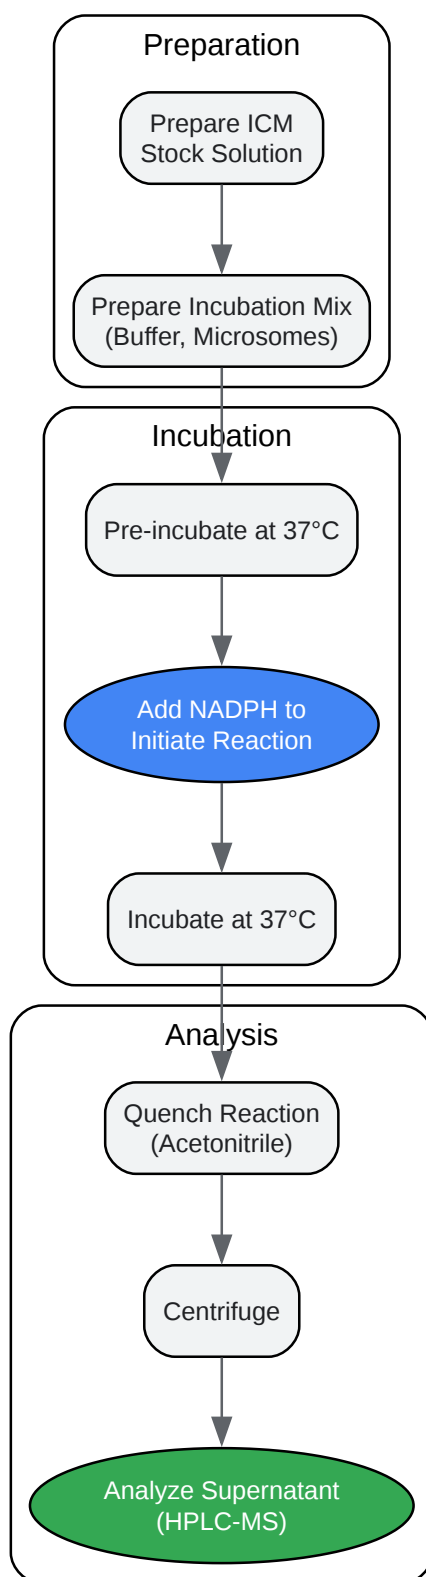 Preparation
Prepare ICM
Stock Solution
Prepare Incubation Mix
(Buffer, Microsomes)
Incubation
Pre-incubate at 37°C
Add NADPH to
Initiate Reaction
Incubate at 37°C
Analysis
Quench Reaction
(Acetonitrile)
Centrifuge
Analyze Supernatant
(HPLC-MS)